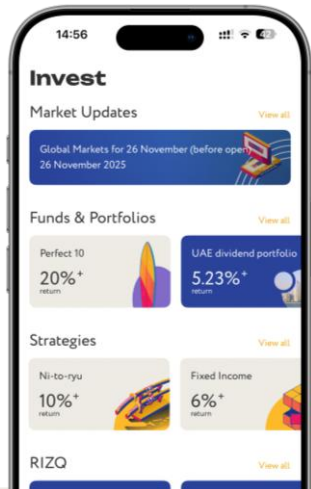 14:56
42
Invest
Market Updates
View all
Global Markets for 26 November (before open)
26 November 2025
Funds & Portfolios
View all
Perfect 10
20%+
return
UAE dividend portfolio
5.23%+
return
Strategies
View all
Ni-to-ryu
10%+
return
Fixed Income
6%+
return
RIZQ
View all